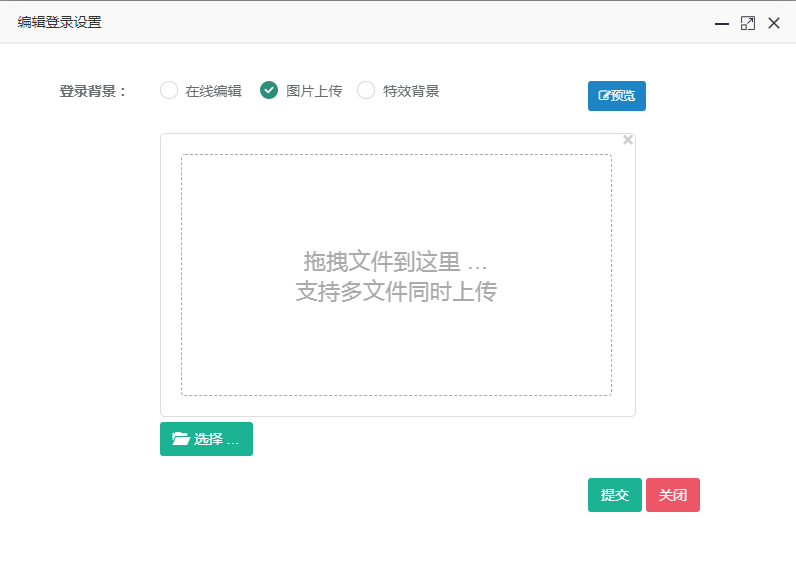 编辑登录设置
登录背景： 在线编辑 图片上传 特效背景 预览
拖拽文件到这里 …
支持多文件同时上传
选择 …
提交 关闭